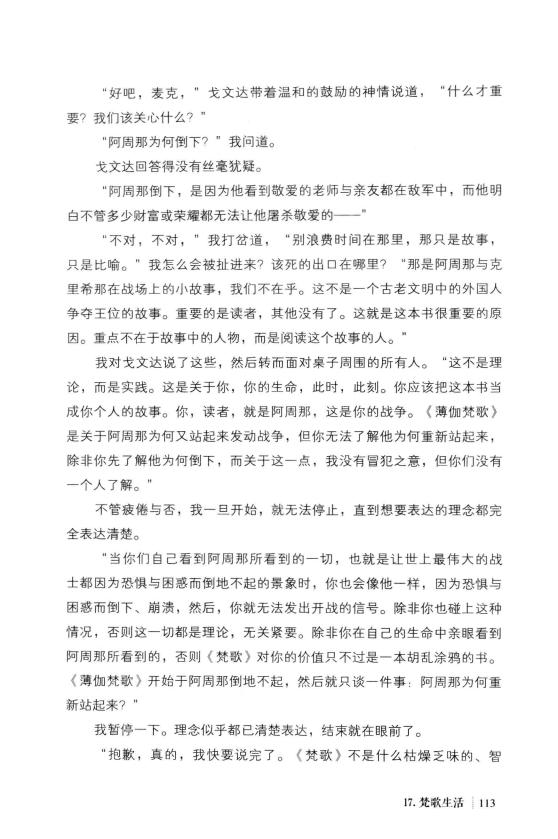 “好吧，麦克，”戈文达带着温和的鼓励的神情说道，“什么才重
要？我们该关心什么？”
“阿周那为何倒下？”我问道。
戈文达回答得没有丝毫犹疑。
“阿周那倒下，是因为他看到敬爱的老师与亲友都在敌军中，而他明
白不管多少财富或荣耀都无法让他屠杀敬爱的——”
“不对，不对，”我打岔道，“别浪费时间在那里，那只是故事，
只是比喻。”我怎么会被扯进来？该死的出口在哪里？“那是阿周那与克
里希那在战场上的小故事，我们不在乎。这不是一个古老文明中的外国人
争夺王位的故事。重要的是读者，其他没有了。这就是这本书很重要的原
因。重点不在于故事中的人物，而是阅读这个故事的人。”
我对戈文达说了这些，然后转而面对桌子周围的所有人。“这不是理
论，而是实践。这是关于你，你的生命，此时，此刻。你应该把这本书当
成你个人的故事。你，读者，就是阿周那，这是你的战争。《薄伽梵歌》
是关于阿周那为何又站起来发动战争，但你无法了解他为何重新站起来，
除非你先了解他为何倒下，而关于这一点，我没有冒犯之意，但你们没有
一个人了解。”
不管疲倦与否，我一旦开始，就无法停止，直到想要表达的理念都完
全表达清楚。
“当你们自己看到阿周那所看到的一切，也就是让世上最伟大的战
士都因为恐惧与困惑而倒地不起的景象时，你也会像他一样，因为恐惧与
困惑而倒下、崩溃，然后，你就无法发出开战的信号。除非你也碰上这种
情况，否则这一切都是理论，无关紧要。除非你在自己的生命中亲眼看到
阿周那所看到的，否则《梵歌》对你的价值只不过是一本胡乱涂鸦的书。
《薄伽梵歌》开始于阿周那倒地不起，然后就只谈一件事：阿周那为何重
新站起来？”
我暂停一下。理念似乎都已清楚表达，结束就在眼前了。
“抱歉，真的，我快要说完了。《梵歌》不是什么枯燥乏味的、智
17. 梵歌生活 113